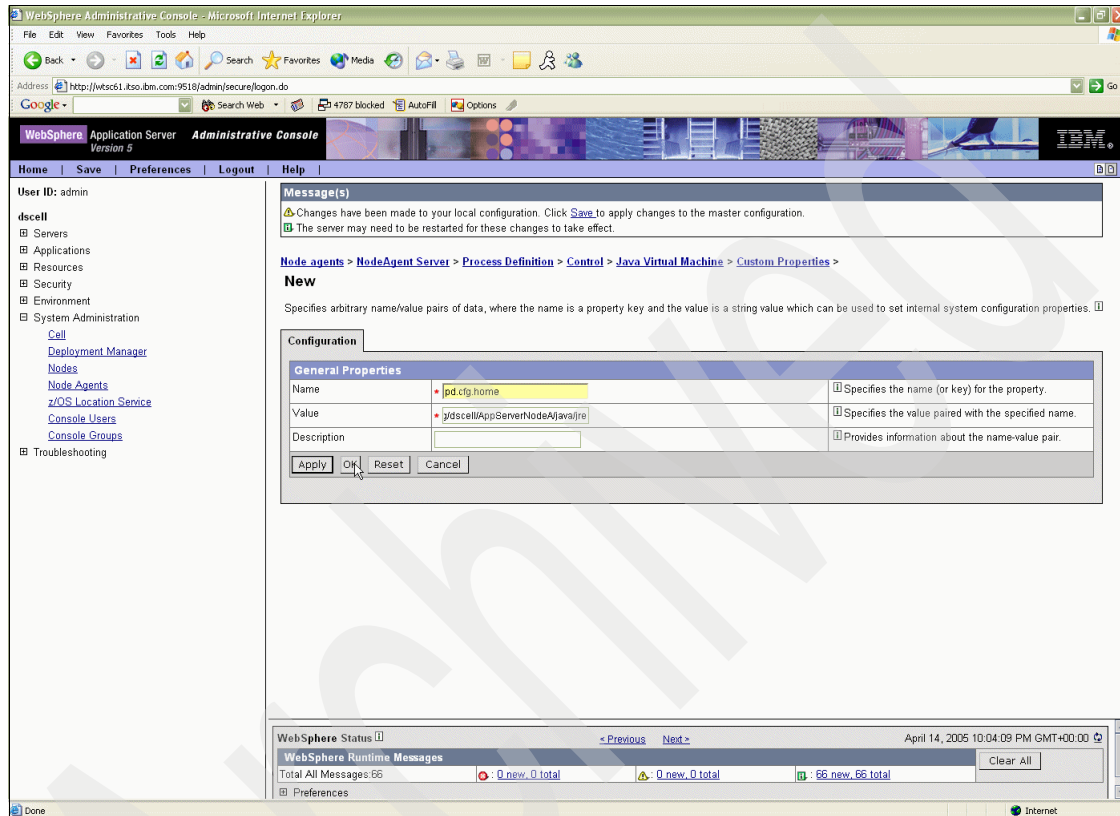 WebSphere Administrative Console - Microsoft Internet Explorer
File Edit View Favorites Tools Help
Back Search Favorites Media
Address http://wtsc61.itso.ibm.com:9518/admin/secure/logon.do Go
Google Search Web 4787 blocked AutoFill Options
WebSphere Application Server Administrative Console
Version 5
IBM
Home | Save | Preferences | Logout | Help |
User ID: admin
dscell
Servers
Applications
Resources
Security
Environment
System Administration
Cell
Deployment Manager
Nodes
Node Agents
z/OS Location Service
Console Users
Console Groups
Troubleshooting
Message(s)
Changes have been made to your local configuration. Click Save to apply changes to the master configuration.
The server may need to be restarted for these changes to take effect.
Node agents > NodeAgent Server > Process Definition > Control > Java Virtual Machine > Custom Properties >
New
Specifies arbitrary name/value pairs of data, where the name is a property key and the value is a string value which can be used to set internal system configuration properties.
Configuration
General Properties
Name * pd.cfg.home Specifies the name (or key) for the property.
Value * /dscell/AppServerNodeA/java/jre Specifies the value paired with the specified name.
Description Provides information about the name-value pair.
Apply OK Reset Cancel
WebSphere Status < Previous Next > April 14, 2005 10:04:09 PM GMT+00:00
WebSphere Runtime Messages Clear All
Total All Messages:66 : 0 new, 0 total : 0 new, 0 total : 66 new, 66 total
Preferences
Done Internet
Archived